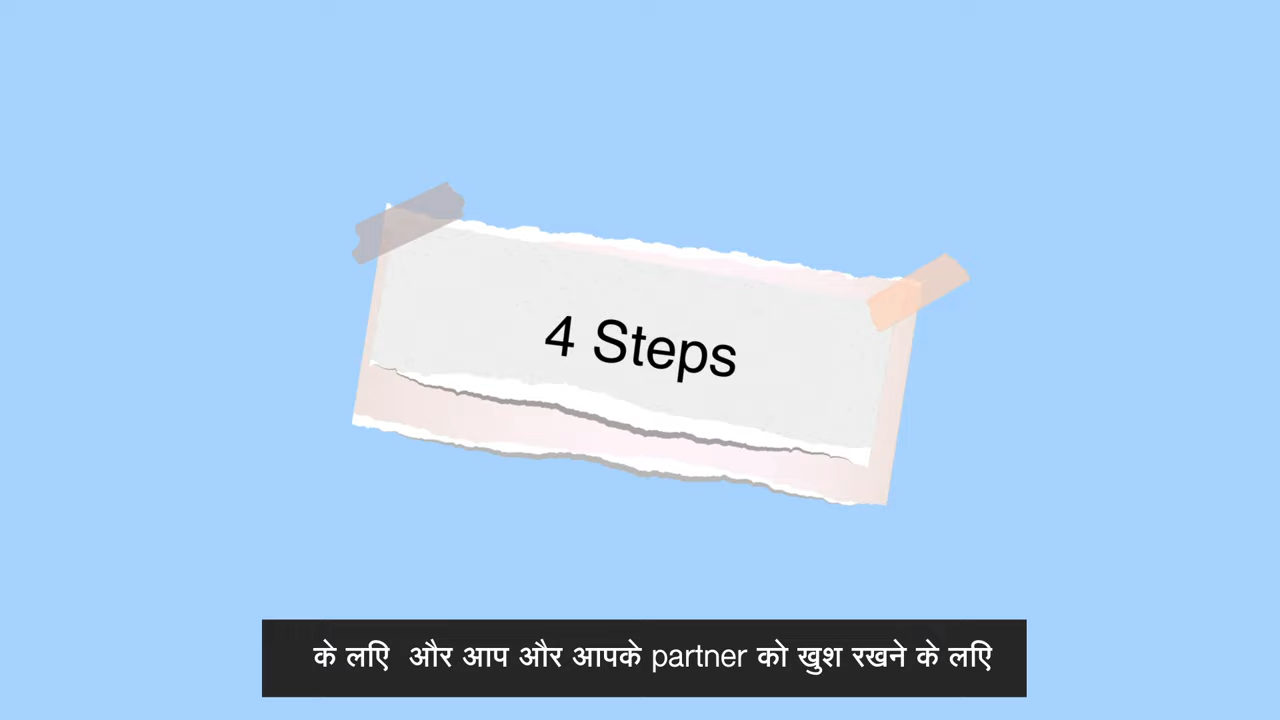 4 Steps
के लिए और आप और आपके partner को खुश रखने के लिए